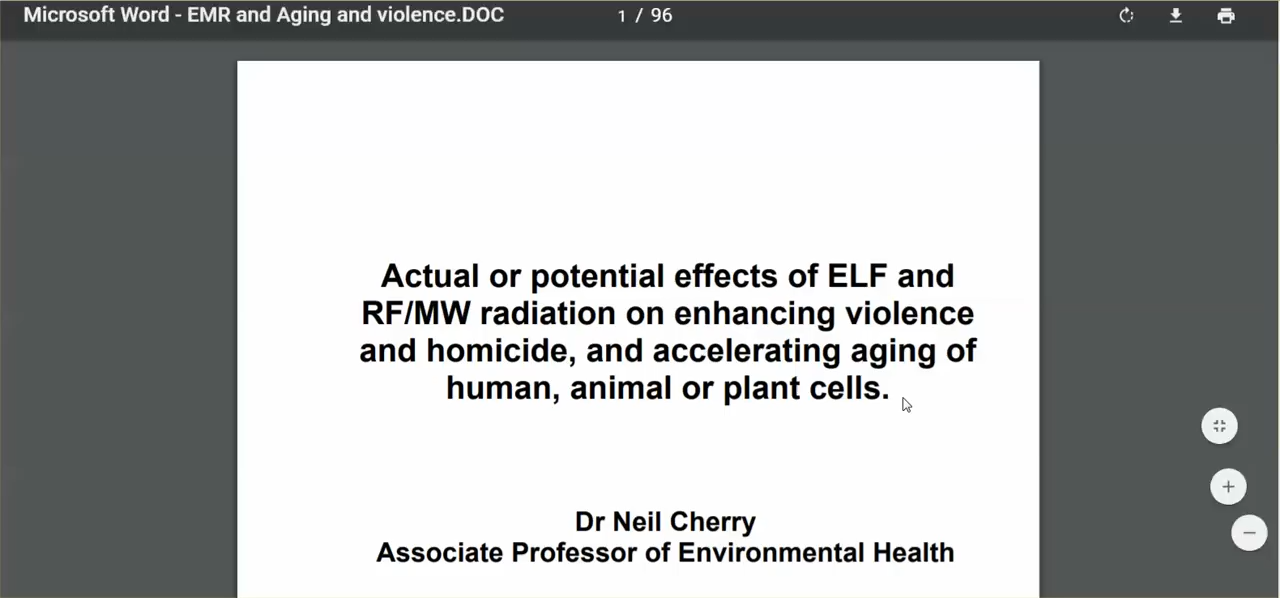 Microsoft Word - EMR and Aging and violence.DOC 1 / 96
Actual or potential effects of ELF and
RF/MW radiation on enhancing violence
and homicide, and accelerating aging of
human, animal or plant cells.
Dr Neil Cherry
Associate Professor of Environmental Health